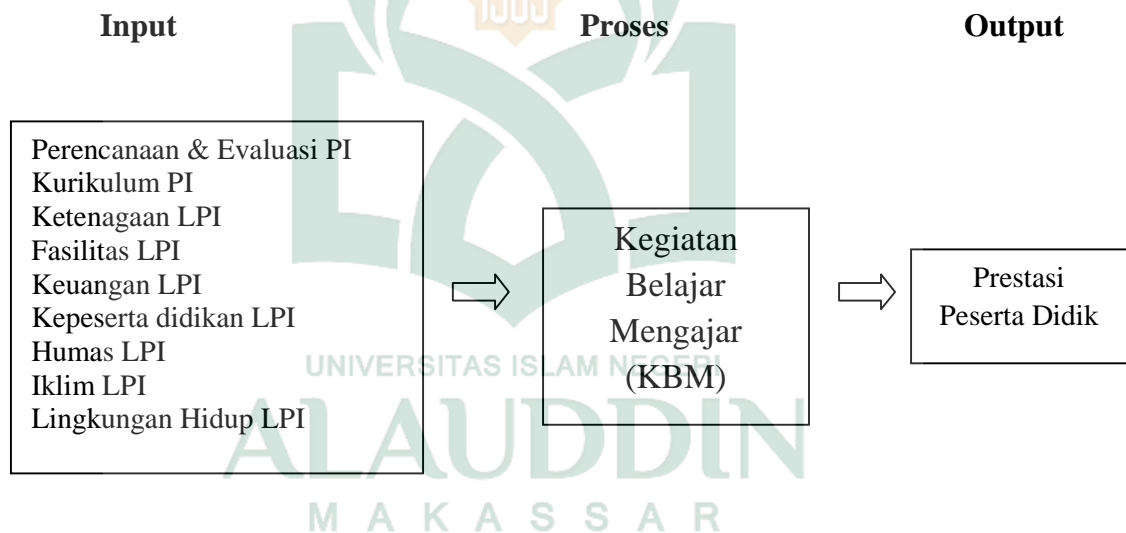 Input Proses Output
Perencanaan & Evaluasi PI
Kurikulum PI
Ketenagaan LPI
Fasilitas LPI
Keuangan LPI
Kepeserta didikan LPI
Humas LPI
Iklim LPI
Lingkungan Hidup LPI
Kegiatan
Belajar
Mengajar
(KBM)
Prestasi
Peserta Didik
UNIVERSITAS ISLAM NEGERI
ALAUDDIN
MAKASSAR